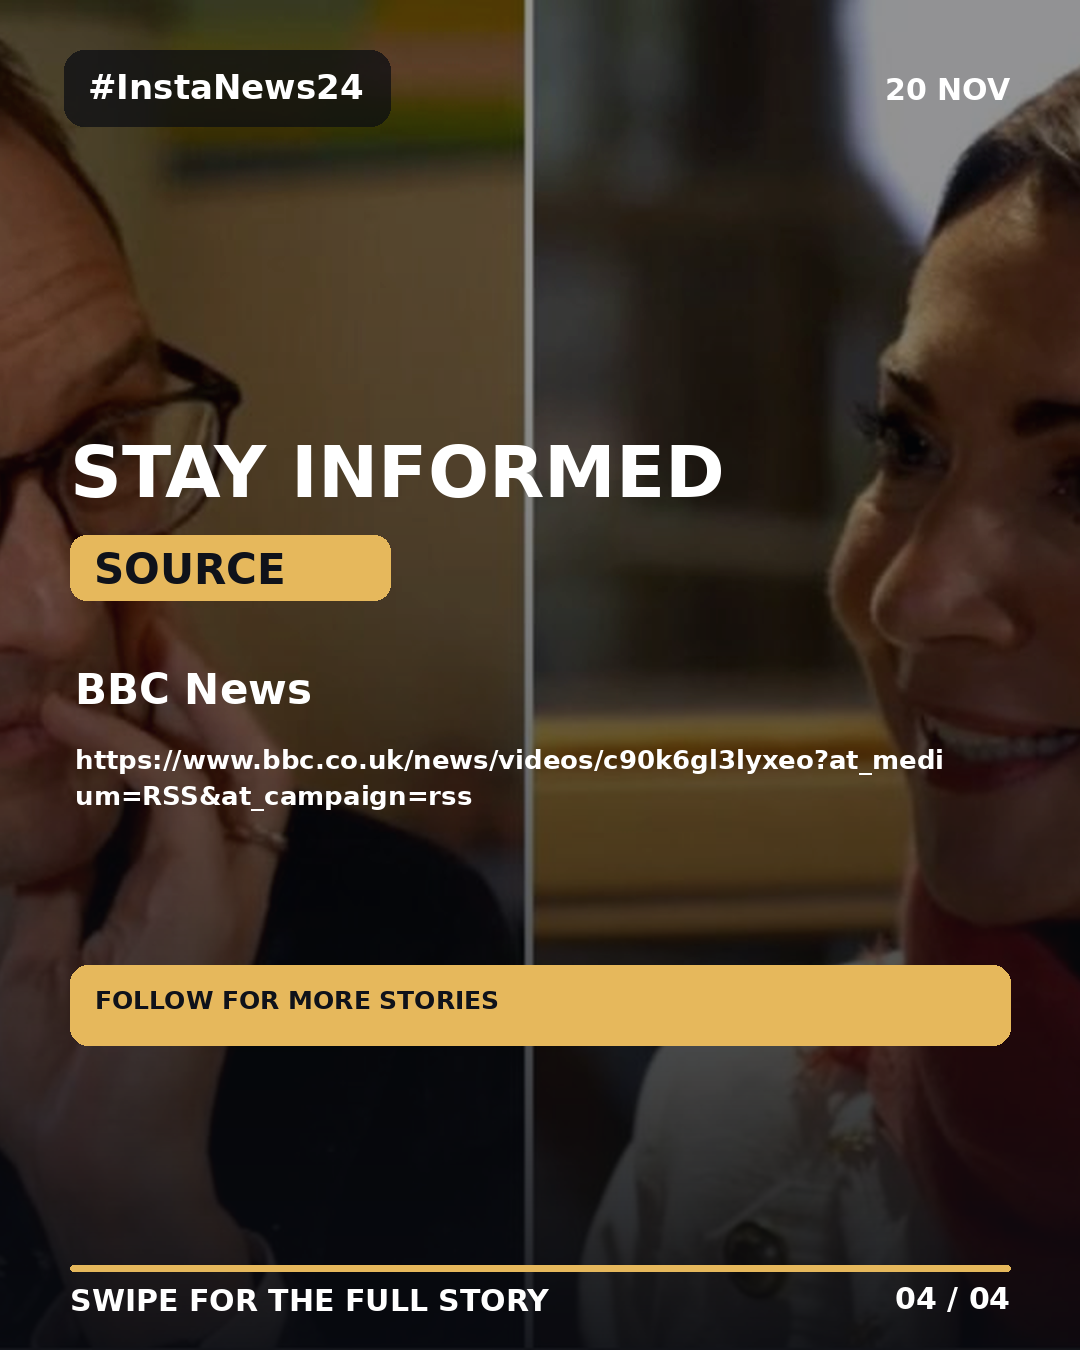 #InstaNews24
20 NOV
STAY INFORMED
SOURCE
BBC News
https://www.bbc.co.uk/news/videos/c90k6gl3lyxeo?at_medi
um=RSS&at_campaign=rss
FOLLOW FOR MORE STORIES
SWIPE FOR THE FULL STORY
04 / 04